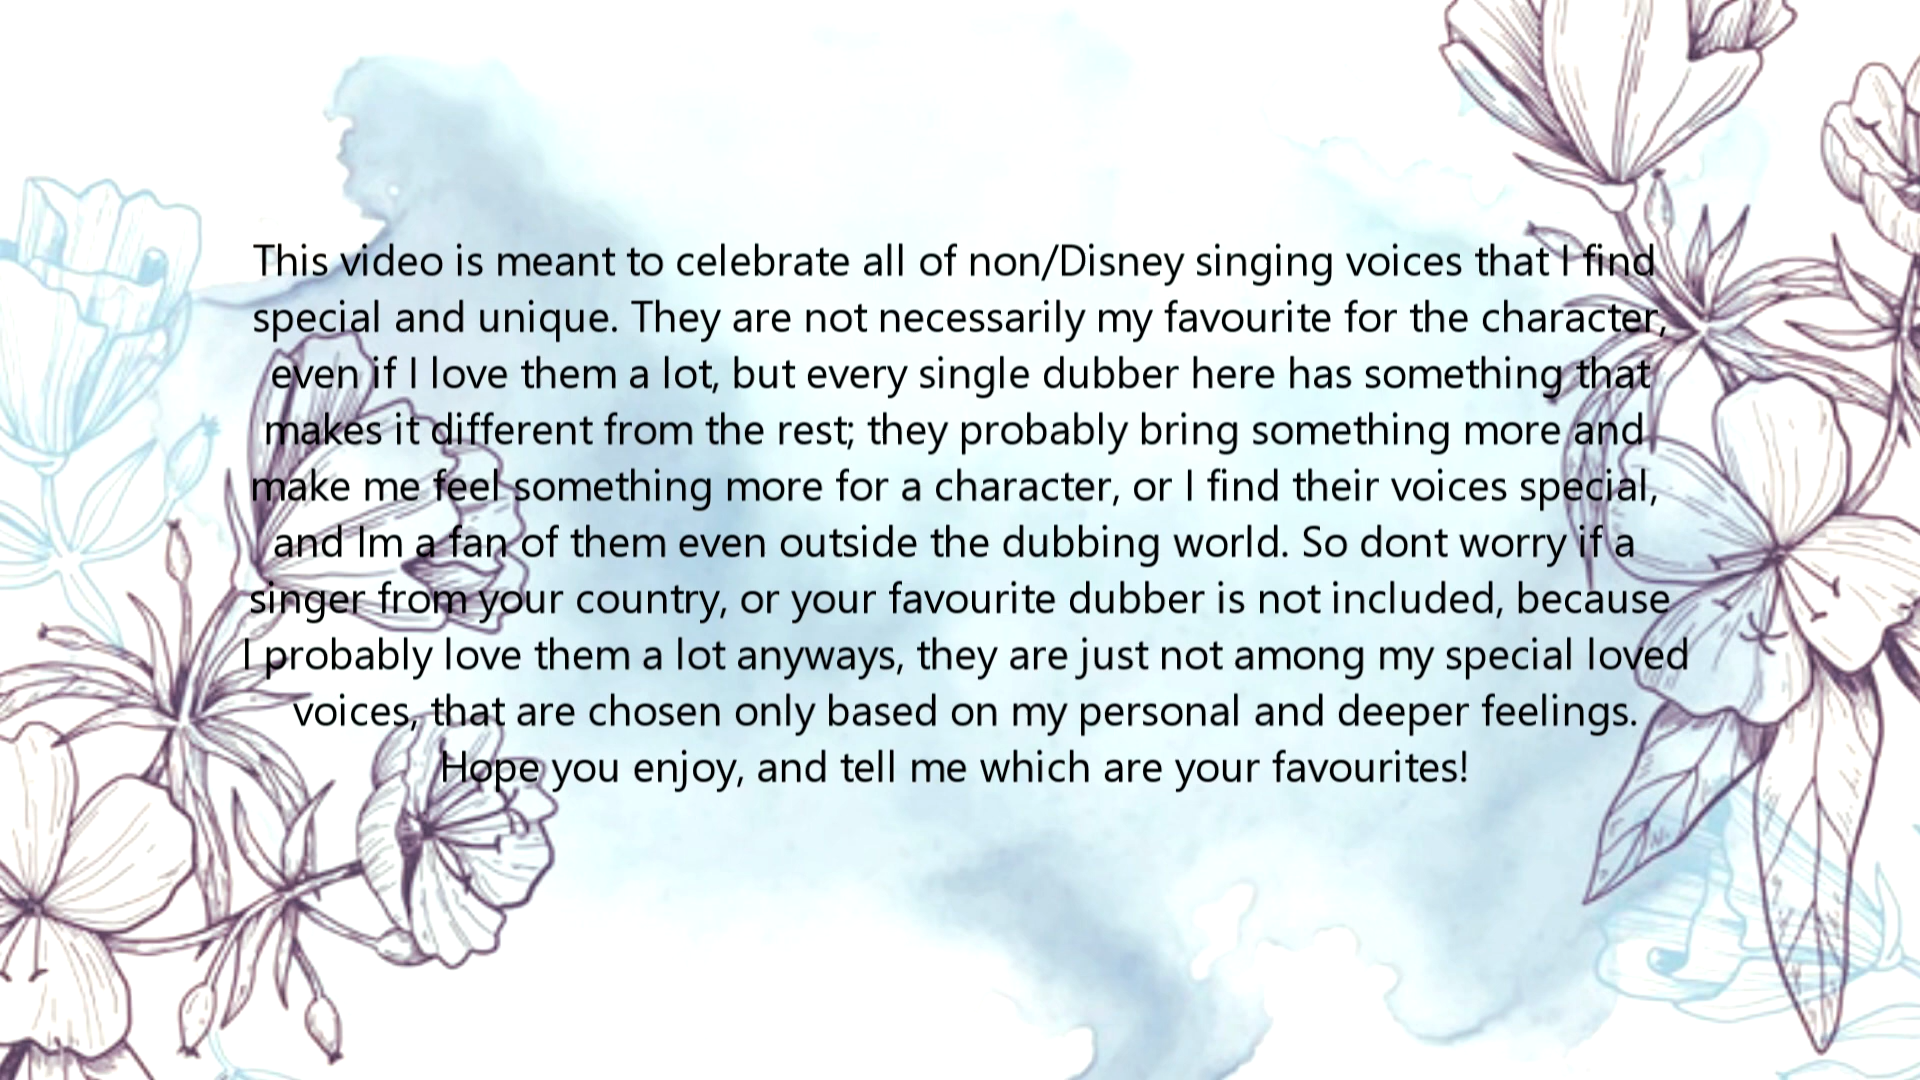 This video is meant to celebrate all of non/Disney singing voices that I find
special and unique. They are not necessarily my favourite for the character,
even if I love them a lot, but every single dubber here has something that
makes it different from the rest; they probably bring something more and
make me feel something more for a character, or I find their voices special,
and Im a fan of them even outside the dubbing world. So dont worry if a
singer from your country, or your favourite dubber is not included, because
I probably love them a lot anyways, they are just not among my special loved
voices, that are chosen only based on my personal and deeper feelings.
Hope you enjoy, and tell me which are your favourites!